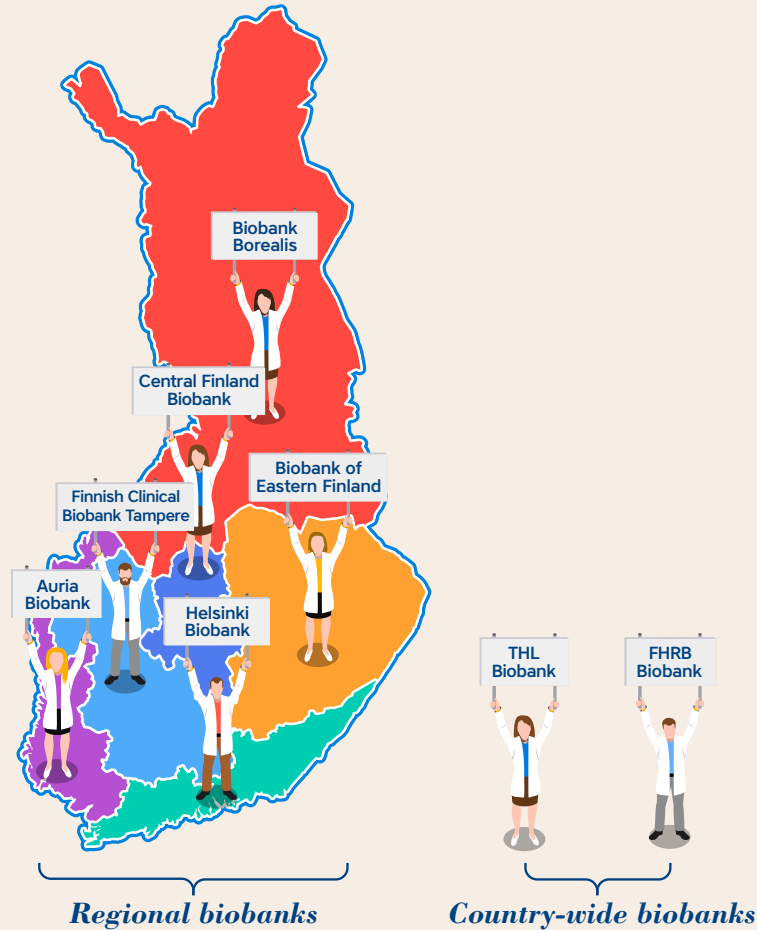 Biobank
Borealis
Central Finland
Biobank
Biobank of
Eastern Finland
Finnish Clinical
Biobank Tampere
Auria
Biobank
Helsinki
Biobank
THL
Biobank
FHRB
Biobank
Regional biobanks
Country-wide biobanks